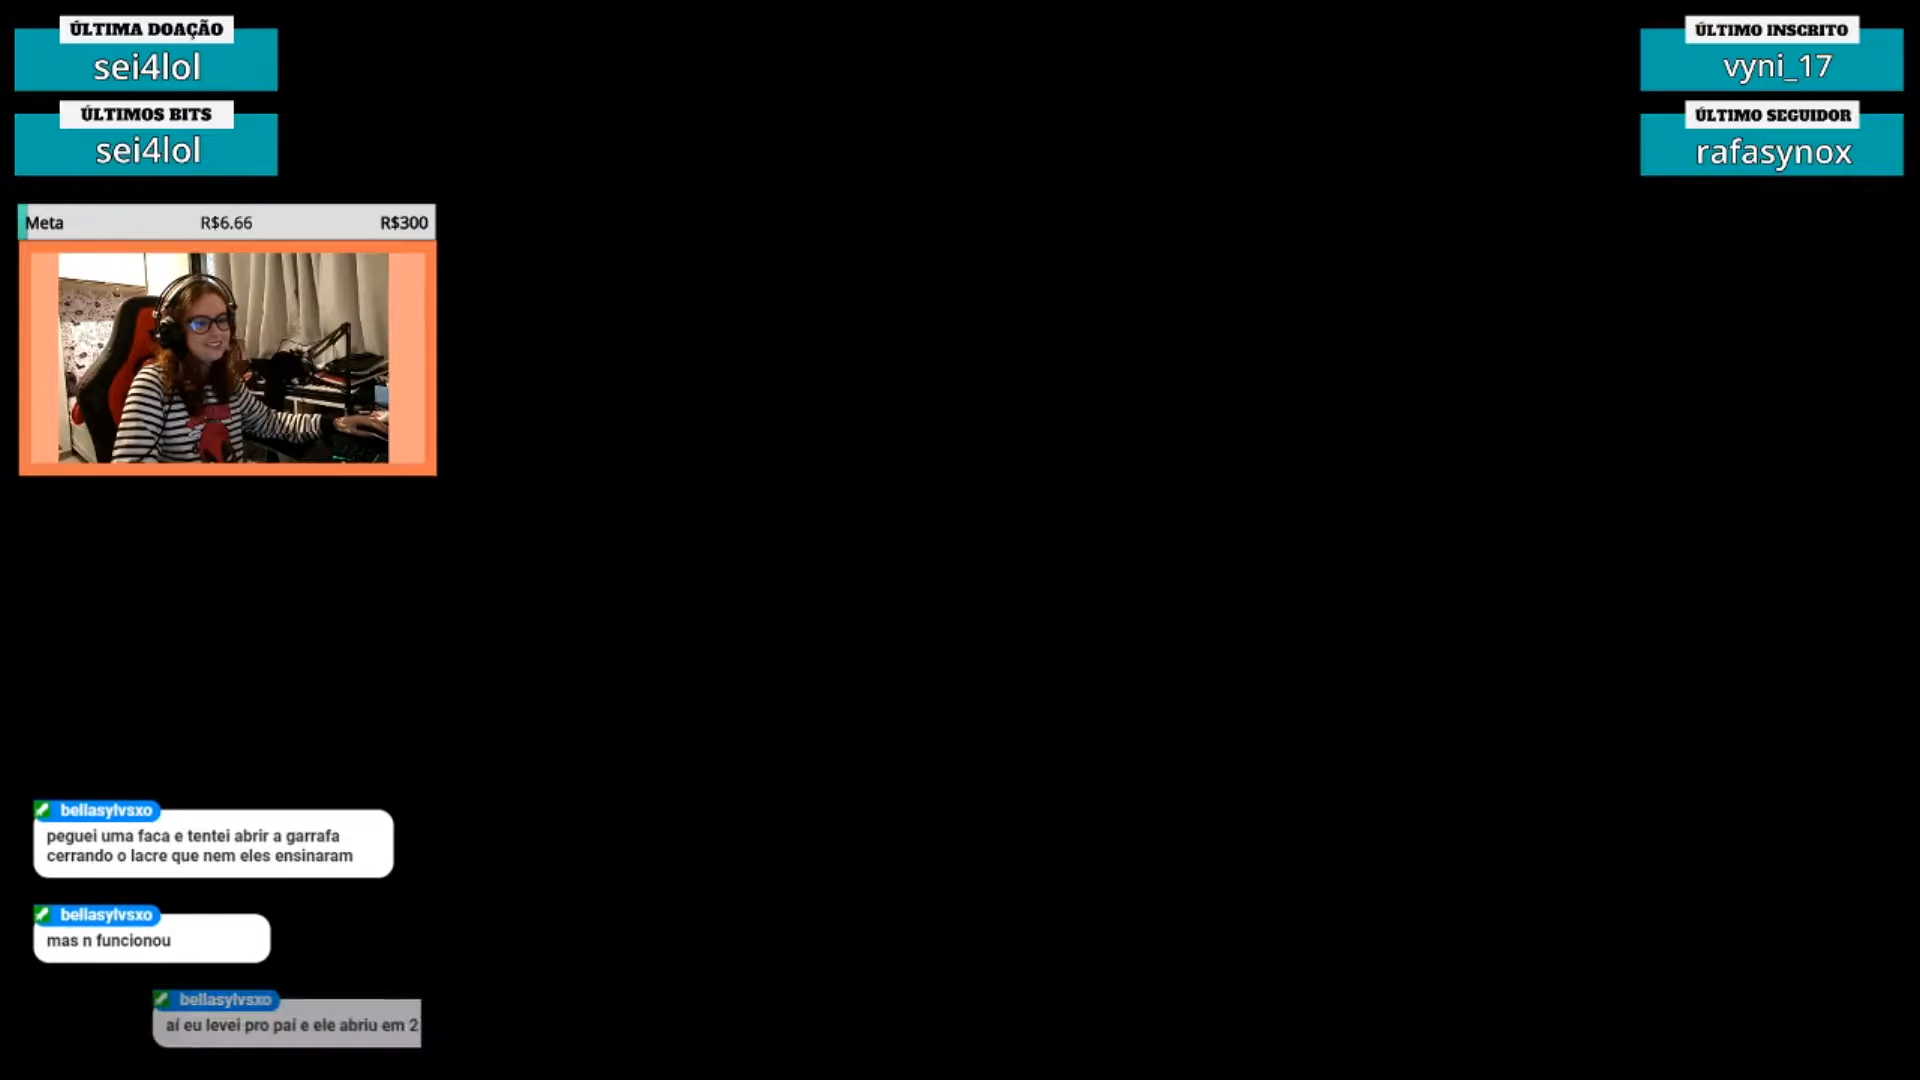 ÚLTIMA DOAÇÃO
sei4lol
ÚLTIMOS BITS
sei4lol
ÚLTIMO INSCRITO
vyni_17
ÚLTIMO SEGUIDOR
rafasynox
Meta R$6.66 R$300
bellasylvsxo
peguei uma faca e tentei abrir a garrafa
cerrando o lacre que nem eles ensinaram
bellasylvsxo
mas n funcionou
bellasylvsxo
aí eu levei pro pai e ele abriu em 2